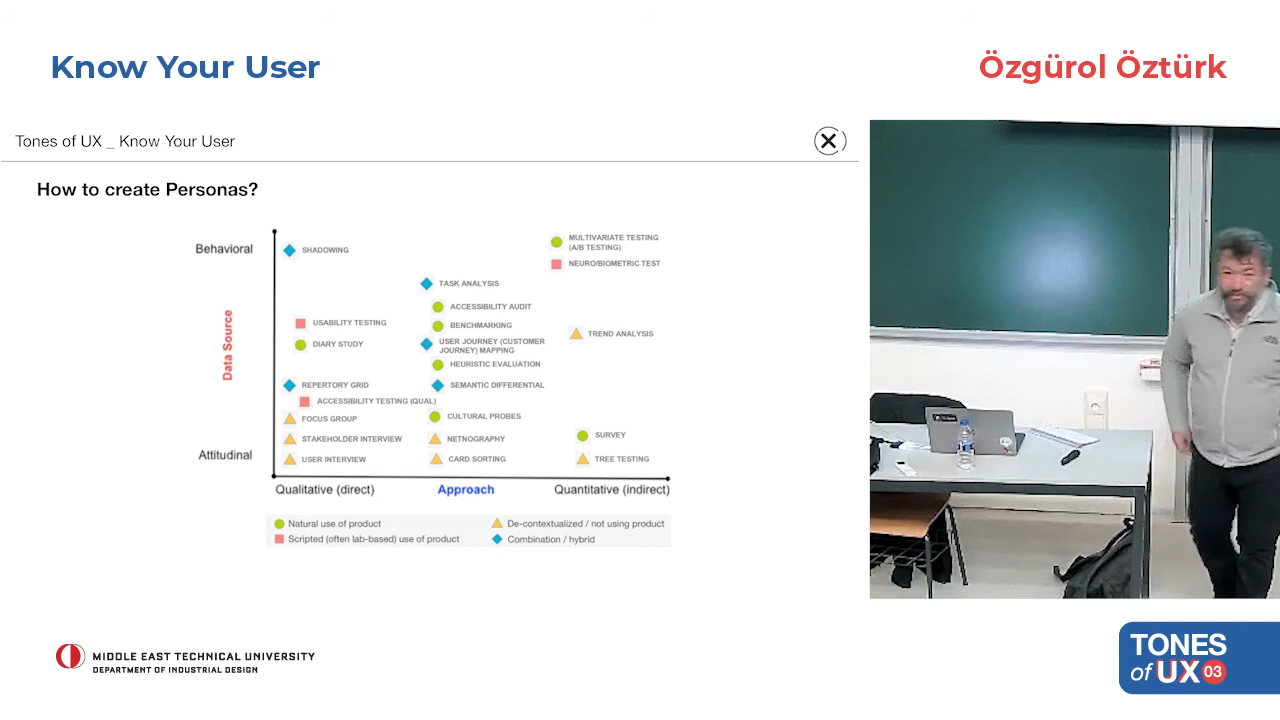 Know Your User
Özgürol Öztürk
Tones of UX _ Know Your User
How to create Personas?
Behavioral
Data Source
Attitudinal
SHADOWING
MULTIVARIATE TESTING
(A/B TESTING)
NEURO/BIOMETRIC TEST
TASK ANALYSIS
ACCESSIBILITY AUDIT
USABILITY TESTING
BENCHMARKING
TREND ANALYSIS
DIARY STUDY
USER JOURNEY (CUSTOMER
JOURNEY) MAPPING
HEURISTIC EVALUATION
REPERTORY GRID
SEMANTIC DIFFERENTIAL
ACCESSIBILITY TESTING (QUAL)
FOCUS GROUP
CULTURAL PROBES
STAKEHOLDER INTERVIEW
NETNOGRAPHY
SURVEY
USER INTERVIEW
CARD SORTING
TREE TESTING
Qualitative (direct)
Approach
Quantitative (indirect)
Natural use of product
De-contextualized / not using product
Scripted (often lab-based) use of product
Combination / hybrid
MIDDLE EAST TECHNICAL UNIVERSITY
DEPARTMENT OF INDUSTRIAL DESIGN
TONES
of UX 03